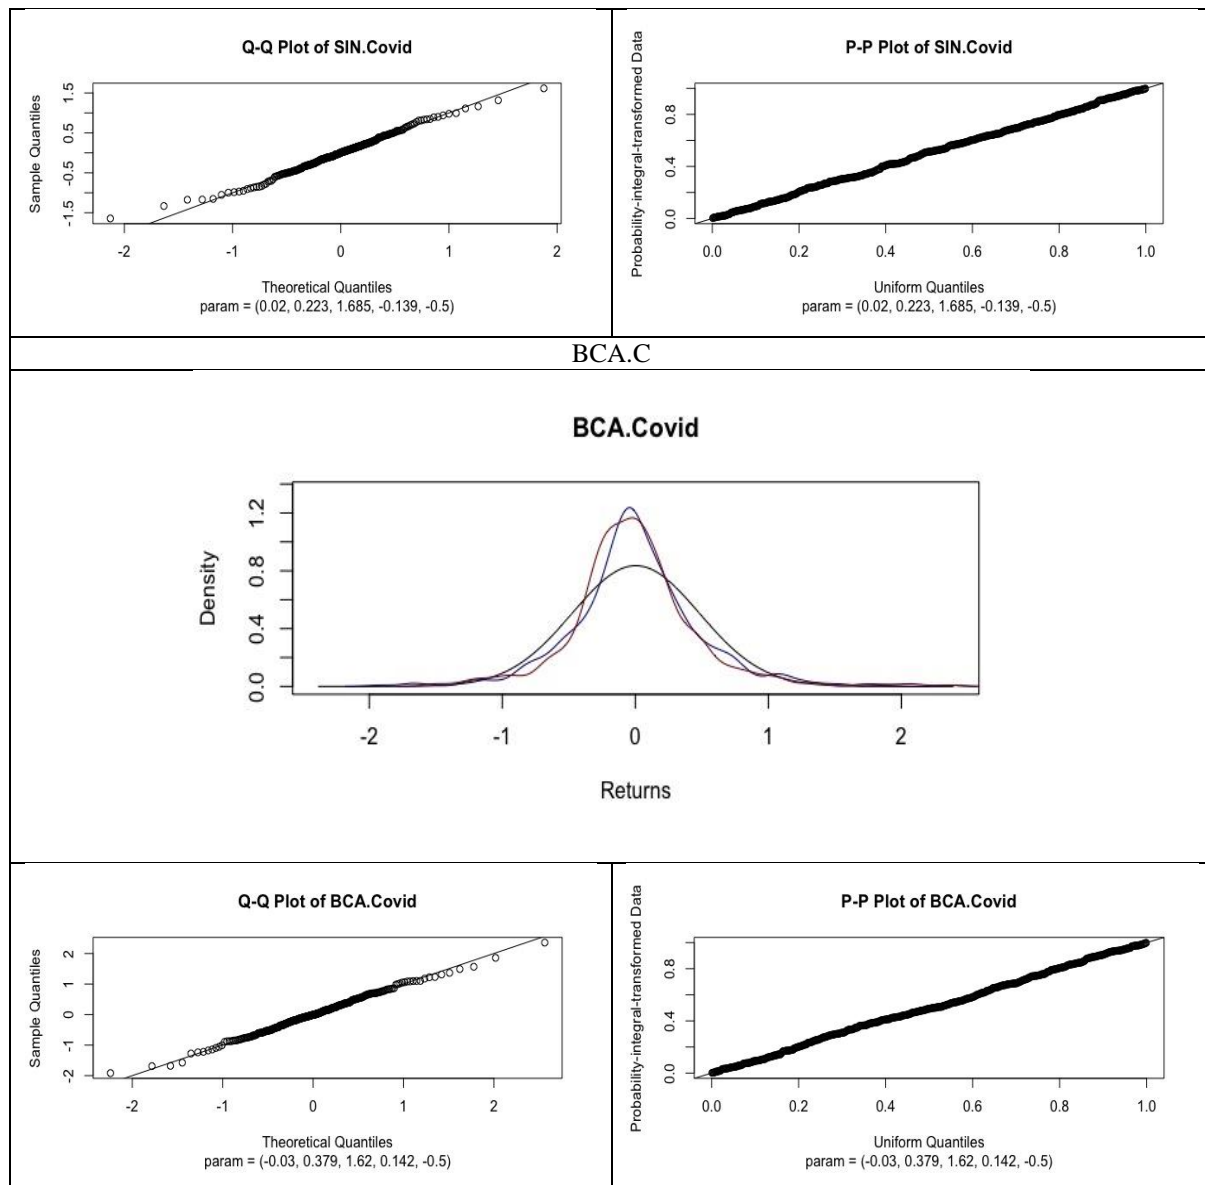 Q-Q Plot of SIN.Covid
Sample Quantiles
1.5
0.5
-0.5
-1.5
-2 -1 0 1 2
Theoretical Quantiles
param = (0.02, 0.223, 1.685, -0.139, -0.5)
P-P Plot of SIN.Covid
Probability-integral-transformed Data
0.8
0.4
0.0
0.0 0.2 0.4 0.6 0.8 1.0
Uniform Quantiles
param = (0.02, 0.223, 1.685, -0.139, -0.5)
BCA.C
BCA.Covid
Density
1.2
0.8
0.4
0.0
-2 -1 0 1 2
Returns
Q-Q Plot of BCA.Covid
Sample Quantiles
2
1
0
-1
-2
-2 -1 0 1 2
Theoretical Quantiles
param = (-0.03, 0.379, 1.62, 0.142, -0.5)
P-P Plot of BCA.Covid
Probability-integral-transformed Data
0.8
0.4
0.0
0.0 0.2 0.4 0.6 0.8 1.0
Uniform Quantiles
param = (-0.03, 0.379, 1.62, 0.142, -0.5)